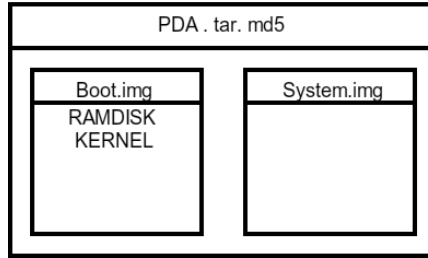 PDA . tar. md5
Boot.img
RAMDISK
KERNEL
System.img